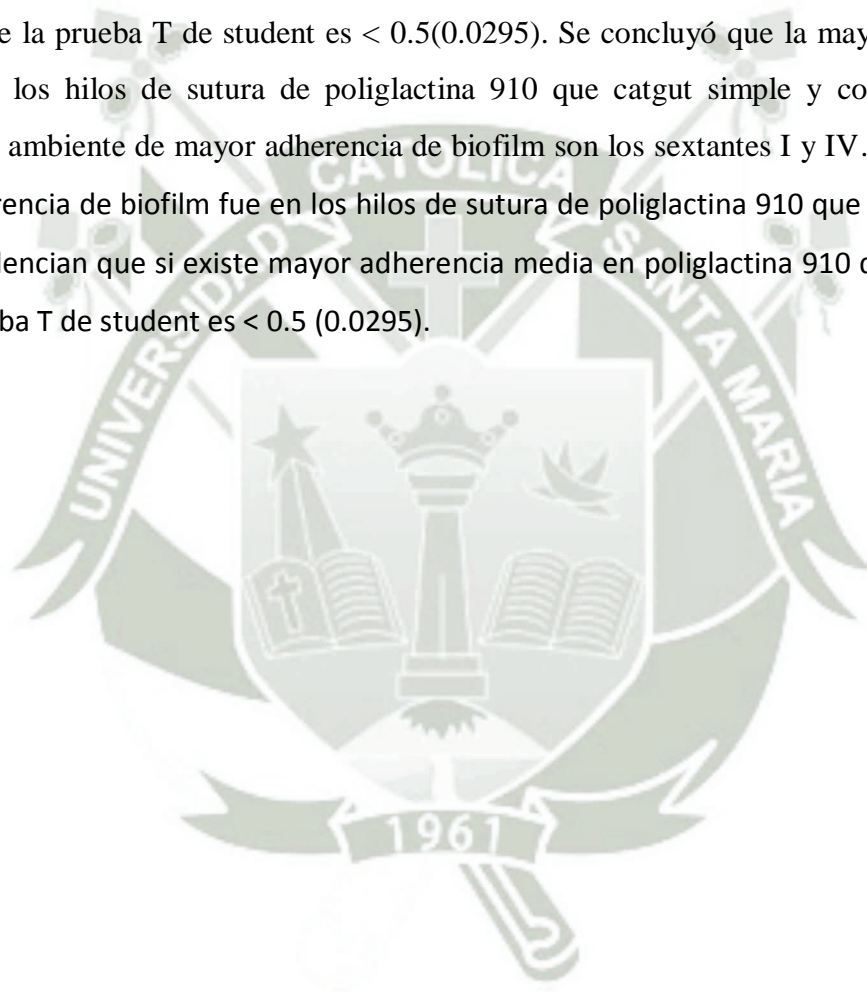 e la prueba T de student es < 0.5(0.0295). Se concluyó que la may
los hilos de sutura de poliglactina 910 que catgut simple y co
ambiente de mayor adherencia de biofilm son los sextantes I y IV.
rencia de biofilm fue en los hilos de sutura de poliglactina 910 que
dencian que si existe mayor adherencia media en poliglactina 910
ba T de student es < 0.5 (0.0295).
UNIVERSIDAD CATOLICA SANTA MARIA
1961